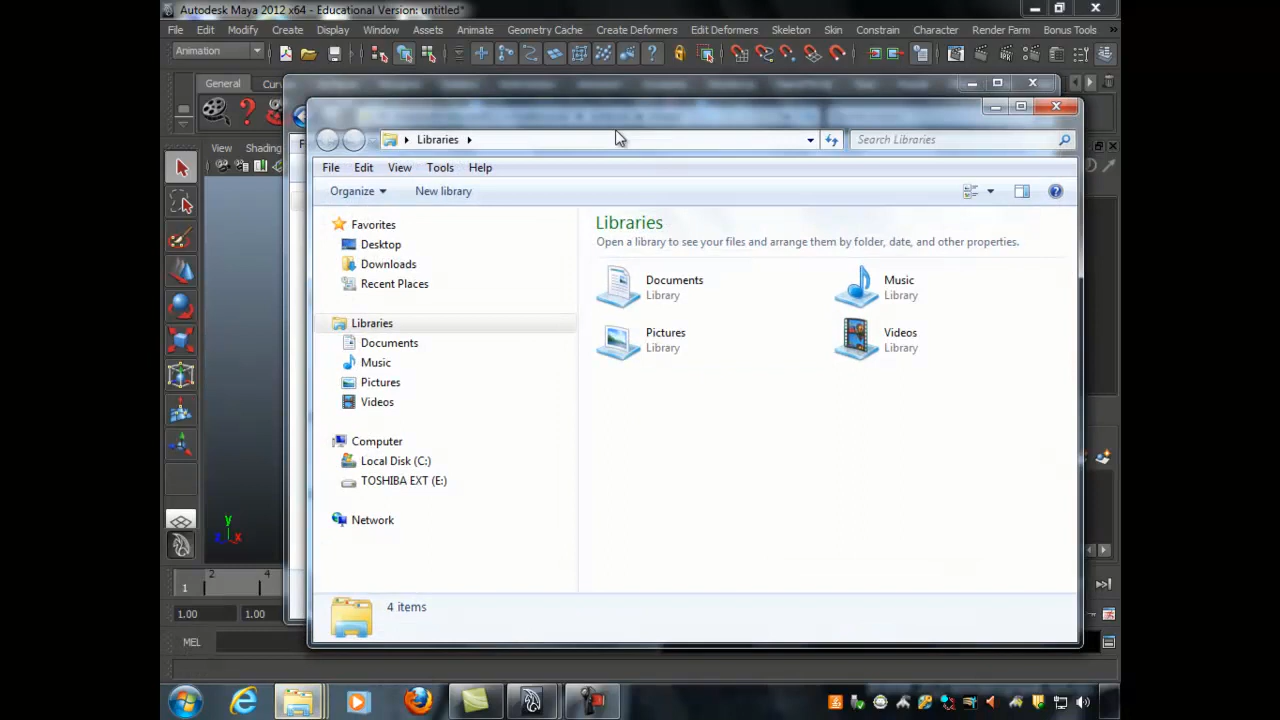 Autodesk Maya 2012 x64 - Educational Version: untitled*
File Edit Modify Create Display Window Assets Animate Geometry Cache Create Deformers Edit Deformers Skeleton Skin Constrain Character Render Farm Bonus Tools »
Animation
General
View Shading
Libraries
Search Libraries
File Edit View Tools Help
Organize New library
Favorites
Desktop
Downloads
Recent Places
Libraries
Documents
Music
Pictures
Videos
Computer
Local Disk (C:)
TOSHIBA EXT (E:)
Network
Libraries
Open a library to see your files and arrange them by folder, date, and other properties.
Documents
Library
Music
Library
Pictures
Library
Videos
Library
4 items
y
z x
2 4
1
1.00 1.00
MEL